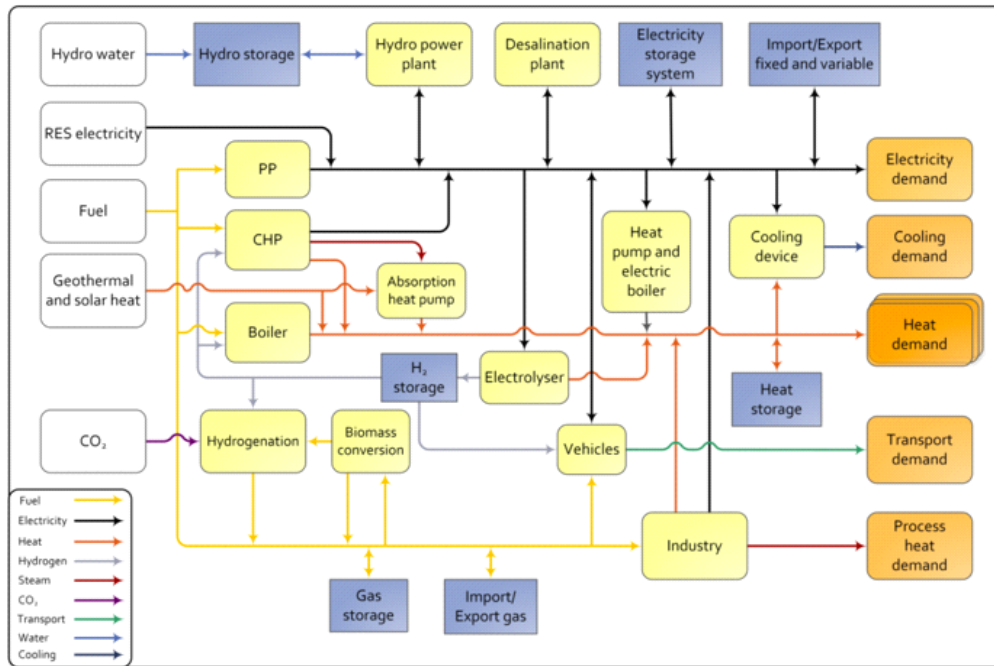 Hydro water
Hydro storage
Hydro power
plant
Desalination
plant
Electricity
storage
system
Import/Export
fixed and variable
RES electricity
PP
Electricity
demand
Fuel
CHP
Heat
pump and
electric
boiler
Cooling
device
Cooling
demand
Geothermal
and solar heat
Absorption
heat pump
Boiler
Heat
demand
H₂
storage
Electrolyser
Heat
storage
CO₂
Hydrogenation
Biomass
conversion
Vehicles
Transport
demand
Fuel
Electricity
Heat
Hydrogen
Steam
CO₂
Transport
Water
Cooling
Industry
Process
heat
demand
Gas
storage
Import/
Export gas